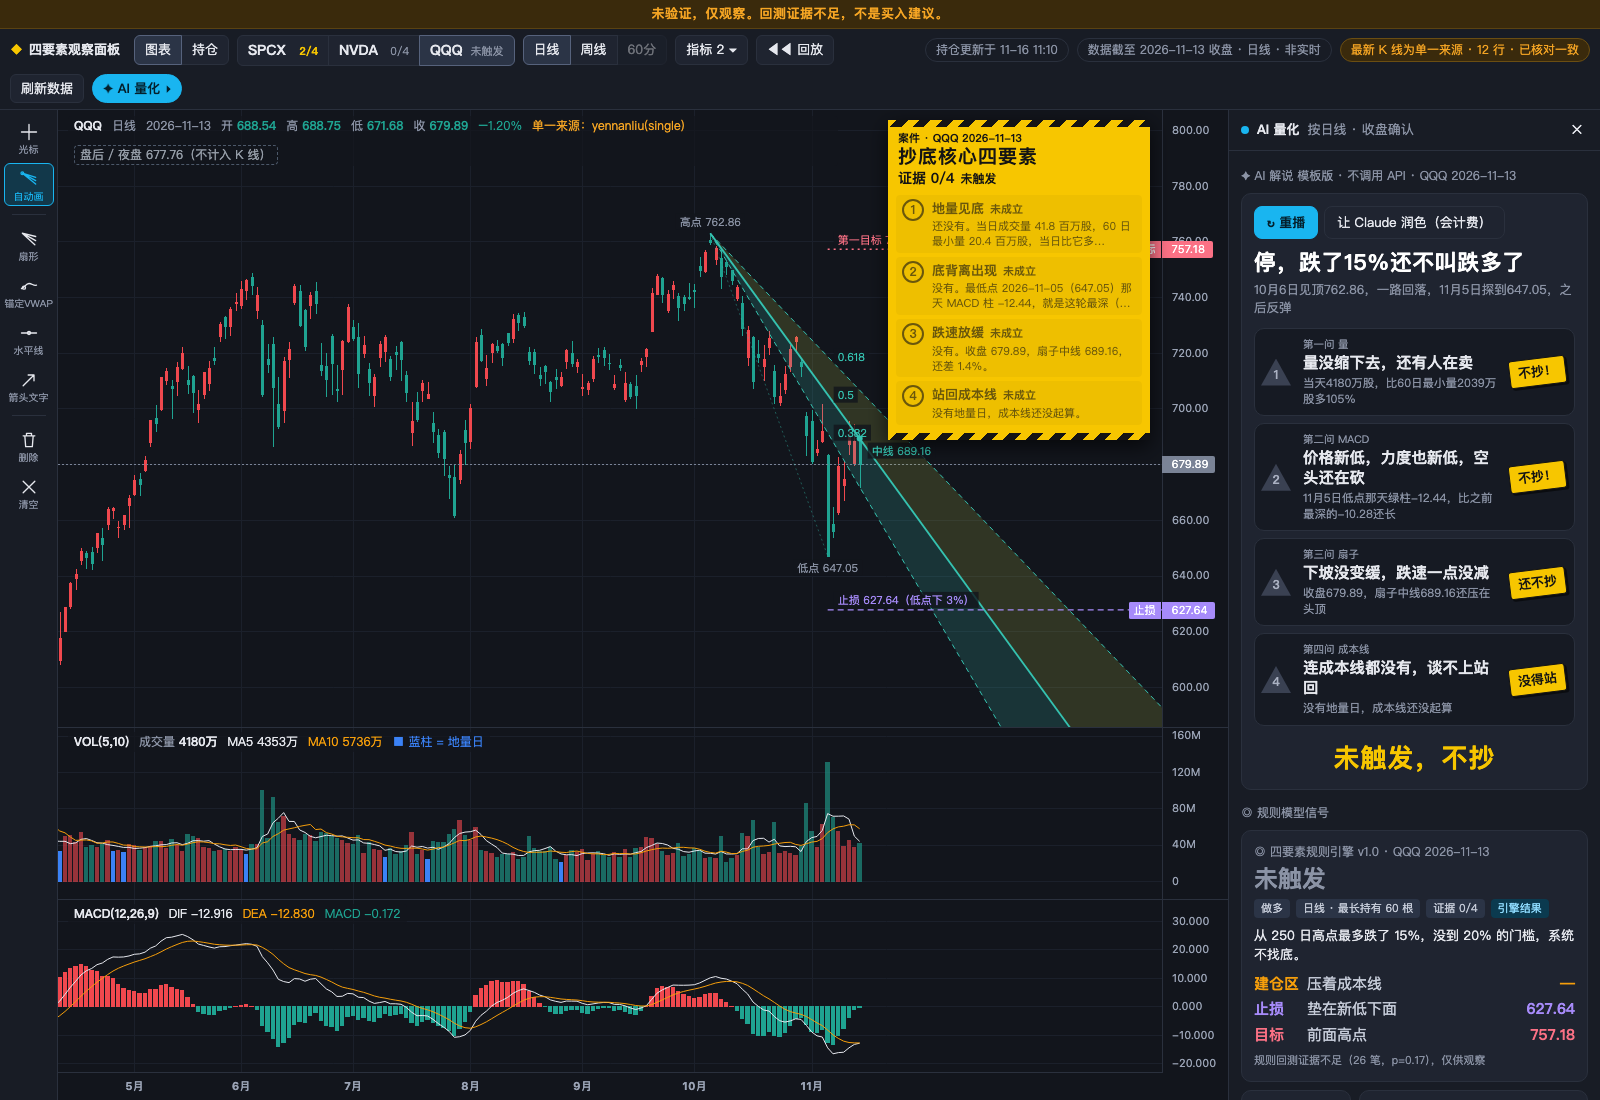 未验证，仅观察。回测证据不足，不是买入建议。
四要素观察面板 图表 持仓 SPCX 2/4 NVDA 0/4 QQQ 未触发 日线 周线 60分 指标 2 回放 持仓更新于 11-16 11:10 数据截至 2026-11-13 收盘 · 日线 · 非实时 最新 K 线为单一来源 · 12 行 · 已核对一致
刷新数据 AI 量化
光标
自动画
扇形
锚定VWAP
水平线
箭头文字
删除
清空
QQQ 日线 2026-11-13 开 688.54 高 688.75 低 671.68 收 679.89 -1.20% 单一来源：yennanliu(single)
盘后 / 夜盘 677.76（不计入 K 线）
高点 762.86
第一目标 7
0.618
0.5
0.382
中线 689.16
低点 647.05
止损 627.64（低点下 3%）
案件 · QQQ 2026-11-13
抄底核心四要素
证据 0/4 未触发
1 地量见底 未成立
还没有。当日成交量 41.8 百万股，60 日
最小量 20.4 百万股，当日比它多...
2 底背离出现 未成立
没有。最低点 2026-11-05（647.05）那
天 MACD 柱 -12.44，就是这轮最深（...
3 跌速放缓 未成立
没有。收盘 679.89，扇子中线 689.16，
还差 1.4%。
4 站回成本线 未成立
没有地量日，成本线还没起算。
800.00
780.00
760.00
标 757.18
740.00
720.00
700.00
679.89
660.00
640.00
止损 627.64
620.00
600.00
VOL(5,10) 成交量 4180万 MA5 4353万 MA10 5736万 蓝柱 = 地量日
160M
120M
80M
40M
0
MACD(12,26,9) DIF -12.916 DEA -12.830 MACD -0.172
30.000
20.000
10.000
0.000
-10.000
-20.000
5月 6月 7月 8月 9月 10月 11月
AI 量化 按日线 · 收盘确认
AI 解说 模板版 · 不调用 API · QQQ 2026-11-13
重播 让 Claude 润色（会计费）
停，跌了15%还不叫跌多了
10月6日见顶762.86，一路回落，11月5日探到647.05，之
后反弹
第一问 量
1 量没缩下去，还有人在卖 不抄！
当天4180万股，比60日最小量2039万
股多105%
第二问 MACD
价格新低，力度也新低，空
2 头还在砍 不抄！
11月5日低点那天绿柱-12.44，比之前
最深的-10.28还长
第三问 扇子
3 下坡没变缓，跌速一点没减 还不抄
收盘679.89，扇子中线689.16还压在
头顶
第四问 成本线
连成本线都没有，谈不上站
4 回 没得站
没有地量日，成本线还没起算
未触发，不抄
规则模型信号
四要素规则引擎 v1.0 · QQQ 2026-11-13
未触发
做多 日线 · 最长持有 60 根 证据 0/4 引擎结果
从 250 日高点最多跌了 15%，没到 20% 的门槛，系统
不找底。
建仓区 压着成本线 —
止损 垫在新低下面 627.64
目标 前面高点 757.18
规则回测证据不足（26 笔，p=0.17），仅供观察